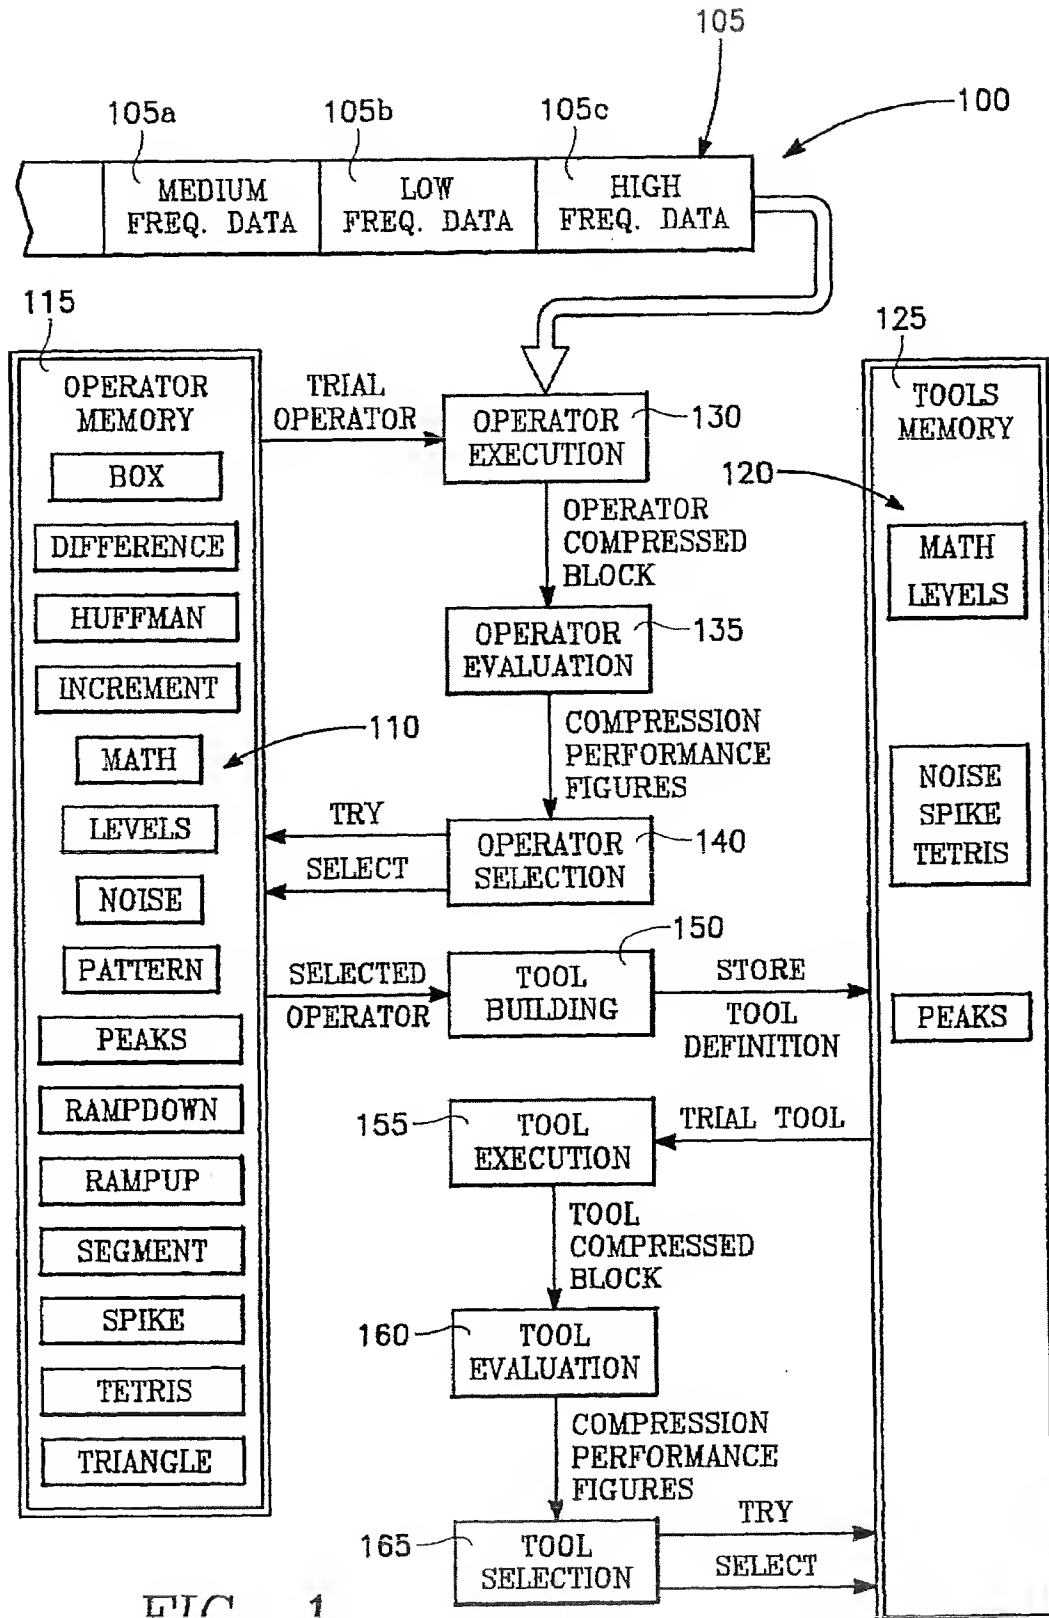 105
100
105a
105b
105c
MEDIUM
FREQ. DATA
LOW
FREQ. DATA
HIGH
FREQ. DATA
115
OPERATOR
MEMORY
BOX
DIFFERENCE
HUFFMAN
INCREMENT
MATH
110
LEVELS
NOISE
PATTERN
PEAKS
RAMPDOWN
RAMPUP
SEGMENT
SPIKE
TETRIS
TRIANGLE
TRIAL
OPERATOR
OPERATOR
EXECUTION
130
OPERATOR
COMPRESSED
BLOCK
OPERATOR
EVALUATION
135
COMPRESSION
PERFORMANCE
FIGURES
TRY
SELECT
OPERATOR
SELECTION
140
SELECTED
OPERATOR
150
TOOL
BUILDING
STORE
TOOL
DEFINITION
155
TOOL
EXECUTION
TRIAL TOOL
TOOL
COMPRESSED
BLOCK
160
TOOL
EVALUATION
COMPRESSION
PERFORMANCE
FIGURES
165
TOOL
SELECTION
TRY
SELECT
125
TOOLS
MEMORY
120
MATH
LEVELS
NOISE
SPIKE
TETRIS
PEAKS
FIG. 1